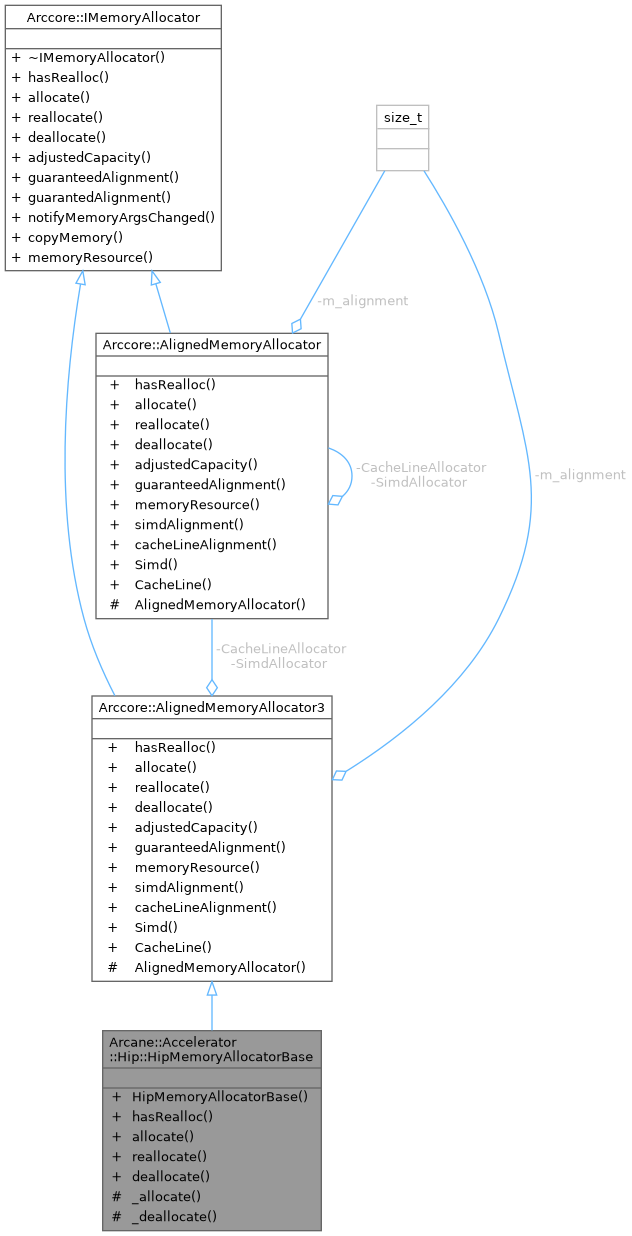 Arccore::IMemoryAllocator
+ ~IMemoryAllocator()
+ hasRealloc()
+ allocate()
+ reallocate()
+ deallocate()
+ adjustedCapacity()
+ guaranteedAlignment()
+ guarantedAlignment()
+ notifyMemoryArgsChanged()
+ copyMemory()
+ memoryResource()
size_t
-m_alignment
Arccore::AlignedMemoryAllocator
+ hasRealloc()
+ allocate()
+ reallocate()
+ deallocate()
+ adjustedCapacity()
+ guaranteedAlignment()
+ memoryResource()
+ simdAlignment()
+ cacheLineAlignment()
+ Simd()
+ CacheLine()
# AlignedMemoryAllocator()
-CacheLineAllocator
-SimdAllocator
-m_alignment
-CacheLineAllocator
-SimdAllocator
Arccore::AlignedMemoryAllocator3
+ hasRealloc()
+ allocate()
+ reallocate()
+ deallocate()
+ adjustedCapacity()
+ guaranteedAlignment()
+ memoryResource()
+ simdAlignment()
+ cacheLineAlignment()
+ Simd()
+ CacheLine()
# AlignedMemoryAllocator()
Arcane::Accelerator
::Hip::HipMemoryAllocatorBase
+ HipMemoryAllocatorBase()
+ hasRealloc()
+ allocate()
+ reallocate()
+ deallocate()
# _allocate()
# _deallocate()